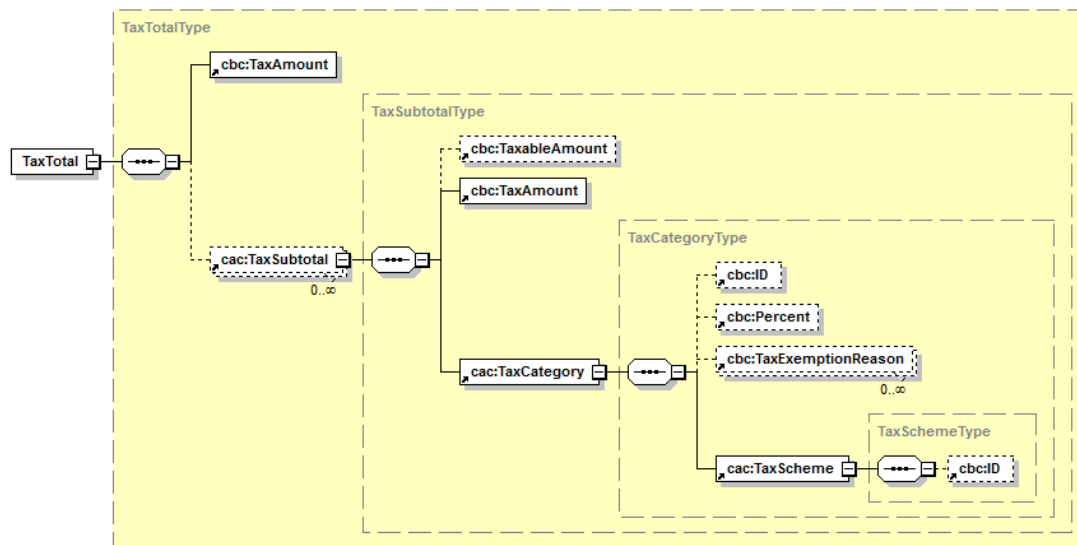 TaxTotalType
cbc:TaxAmount
TaxSubtotalType
cbc:TaxableAmount
TaxTotal
cbc:TaxAmount
TaxCategoryType
cac:TaxSubtotal
0..∞
cbc:ID
cbc:Percent
cbc:TaxExemptionReason
0..∞
cac:TaxCategory
TaxSchemeType
cac:TaxScheme
cbc:ID